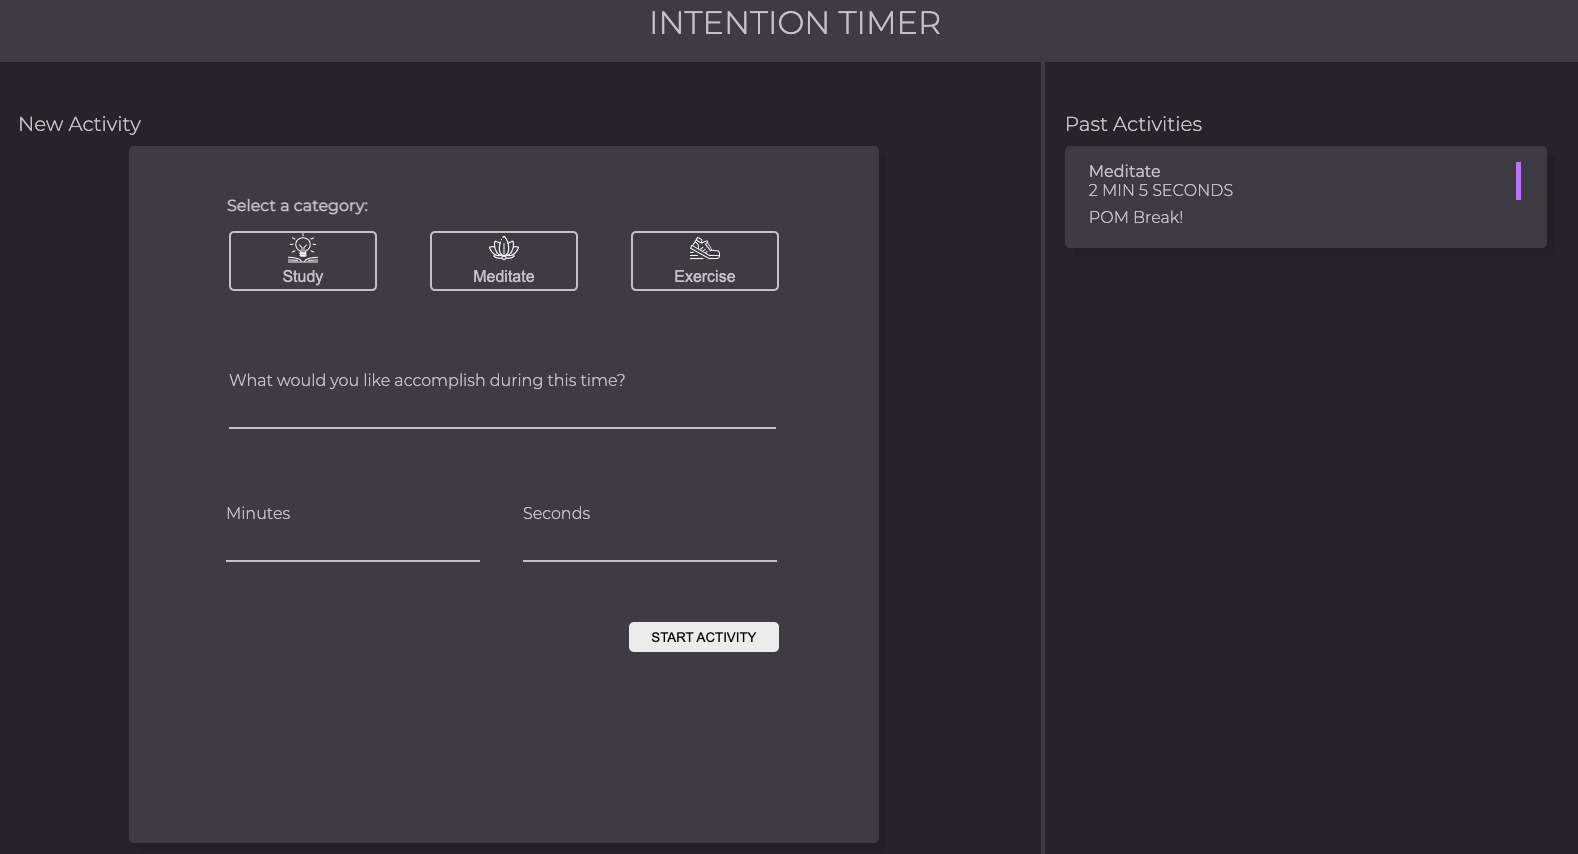 INTENTION TIMER
New Activity
Select a category:
Study
Meditate
Exercise
What would you like accomplish during this time?
Minutes
Seconds
START ACTIVITY
Past Activities
Meditate
2 MIN 5 SECONDS
POM Break!